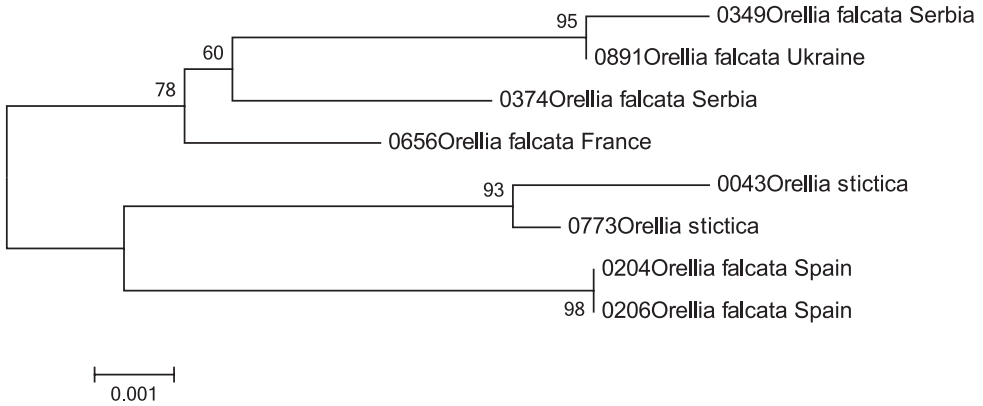 95
0349Orellia falcata Serbia
60
0891Orellia falcata Ukraine
78
0374Orellia falcata Serbia
0656Orellia falcata France
93
0043Orellia stictica
0773Orellia stictica
0204Orellia falcata Spain
98
0206Orellia falcata Spain
0.001